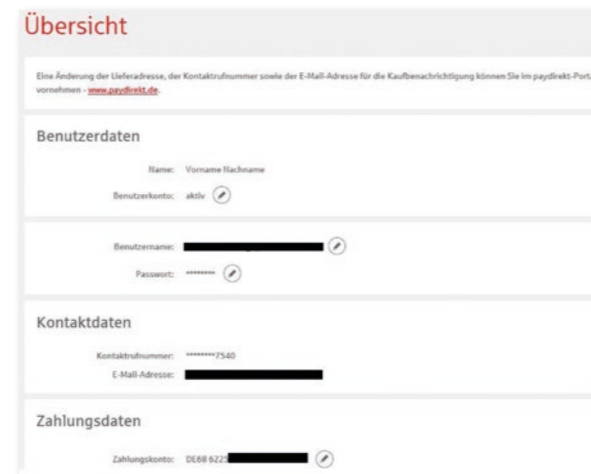 Übersicht
Eine Änderung der Lieferadresse, der Kontaktrufnummer sowie der E-Mail-Adresse für die Kaufbenachrichtigung können Sie im paydirekt-Port
vornehmen - www.paydirekt.de.
Benutzerdaten
Name: Vorname Nachname
Benutzerkonto: aktiv
Benutzername:
Passwort: ********
Kontaktdaten
Kontaktrufnummer: ********7540
E-Mail-Adresse:
Zahlungsdaten
Zahlungskonto: DE68 6225